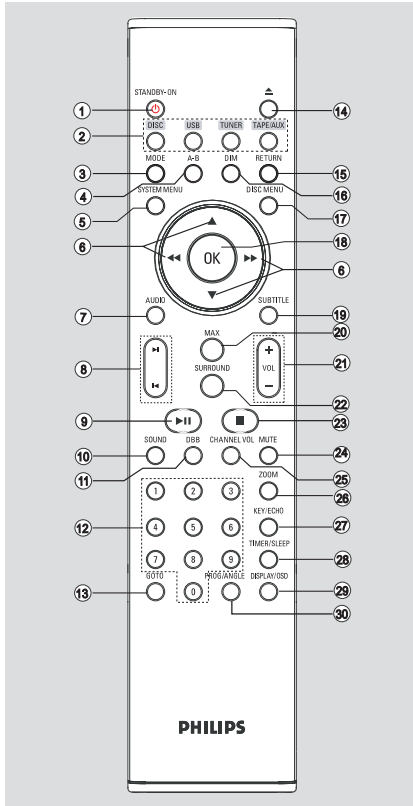 STANDBY-ON
1 14
DISC USB TUNER TAPE/AUX
2
MODE A-B DIM RETURN
3 15
4 16
SYSTEM MENU DISC MENU
5 17
6 OK 18
6
AUDIO SUBTITLE
7 19
MAX 20
8 + VOL − 21
SURROUND
22
9 23
SOUND DBB CHANNEL VOL MUTE
10 24
11 25
ZOOM
1 2 3 26
KEY/ECHO
12 4 5 6 27
TIMER/SLEEP
7 8 9 28
GOTO PROG/ANGLE DISPLAY/OSD
13 0 29
30
PHILIPS